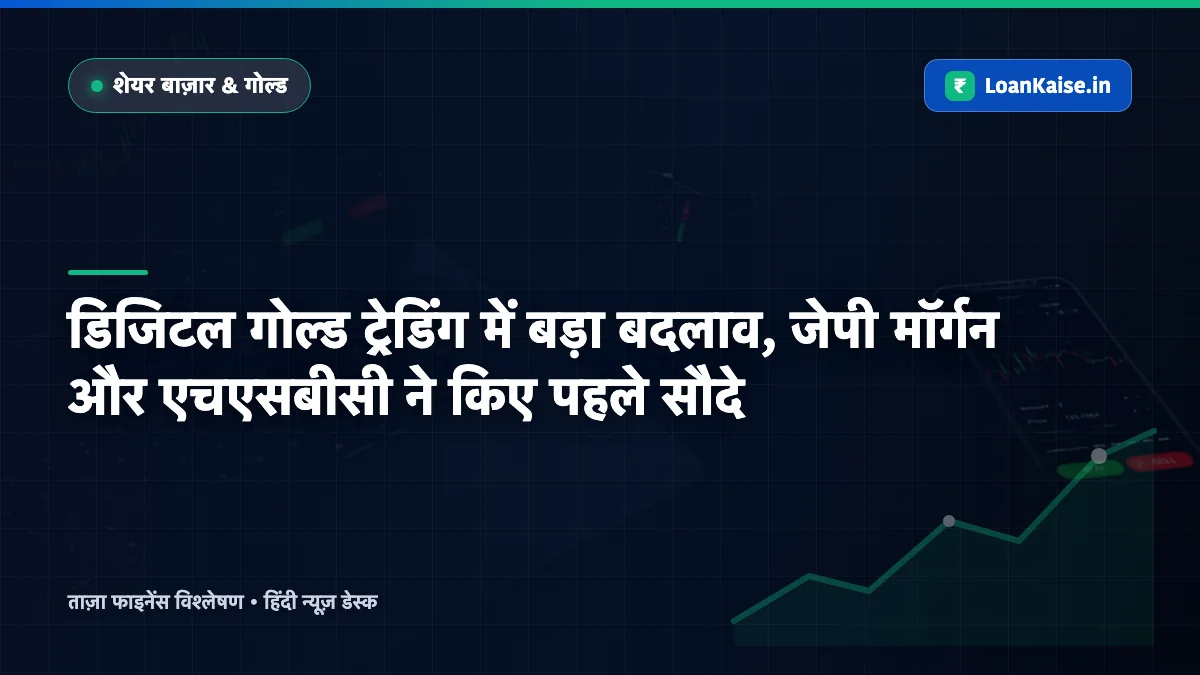 शेयर बाज़ार & गोल्ड
₹ LoanKaise.in
डिजिटल गोल्ड ट्रेडिंग में बड़ा बदलाव, जेपी मॉर्गन
और एचएसबीसी ने किए पहले सौदे
ताज़ा फाइनेंस विश्लेषण • हिंदी न्यूज़ डेस्क